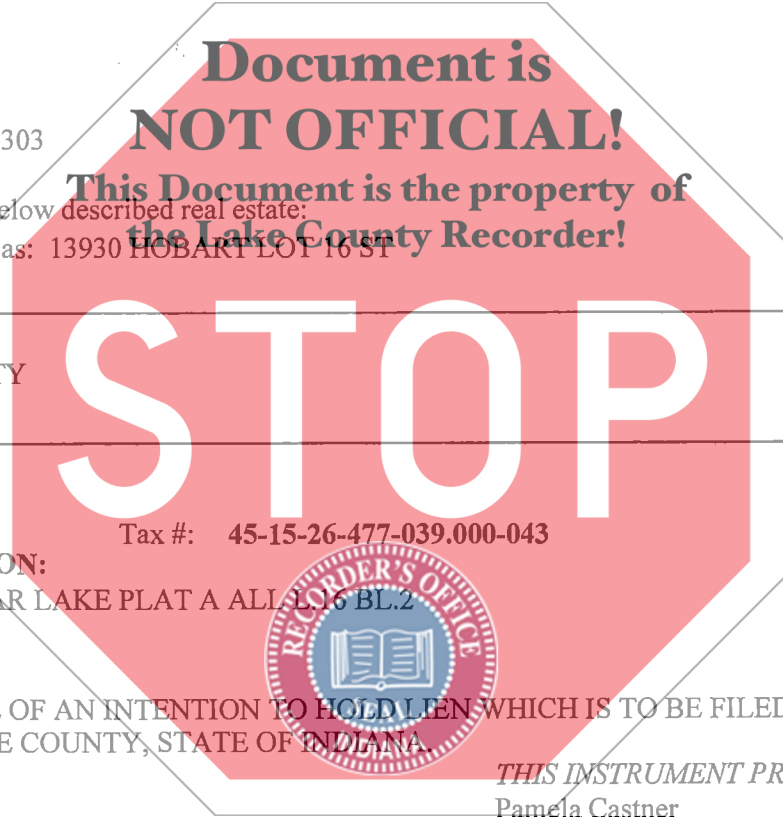 Document is
NOT OFFICIAL!
303
This Document is the property of
elow described real estate:
the Lake County Recorder!
as: 13930 HOBART LOT 16 ST
TY
STOP
Tax #: 45-15-26-477-039.000-043
ON:
AR LAKE PLAT A ALL L.16 BL.2
RECORDER'S OFFICE
OF AN INTENTION TO HOLD LIEN WHICH IS TO BE FILED
E COUNTY, STATE OF INDIANA.
INDIANA
THIS INSTRUMENT PR
Pamela Castner